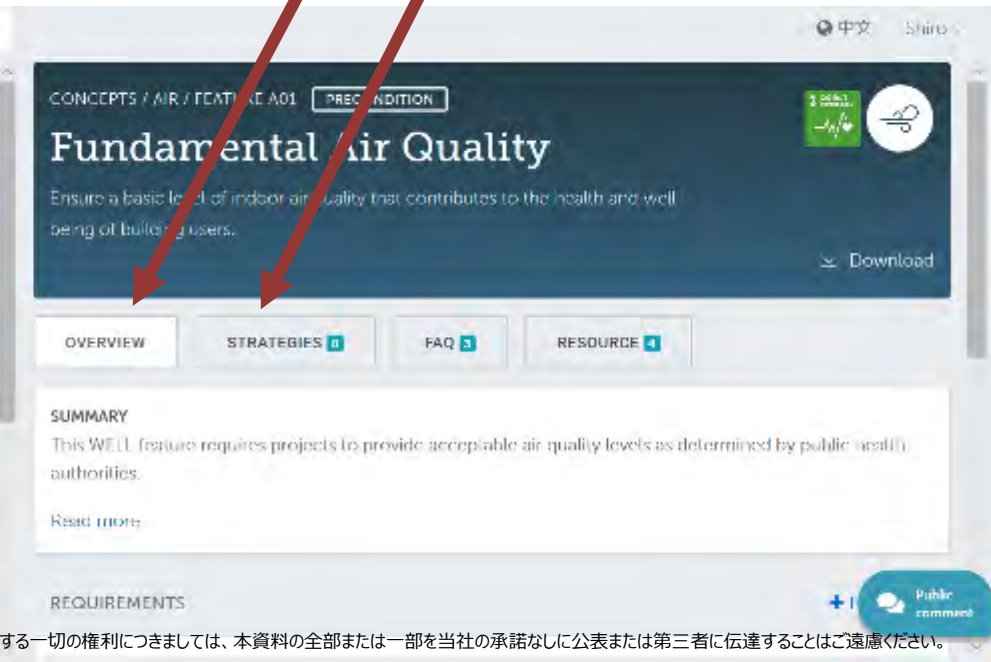 中文 Shiro
CONCEPTS / AIR / FEATURE A01 PRECONDITION
Fundamental Air Quality
Ensure a basic level of indoor air quality that contributes to the health and well
being of building users.
Download
OVERVIEW STRATEGIES FAQ 3 RESOURCE 4
SUMMARY
This WELL feature requires projects to provide acceptable air quality levels as determined by public health
authorities.
Read more
REQUIREMENTS
Public
comment
する一切の権利につきましては、本資料の全部または一部を当社の承諾なしに公表または第三者に伝達することはご遠慮ください。